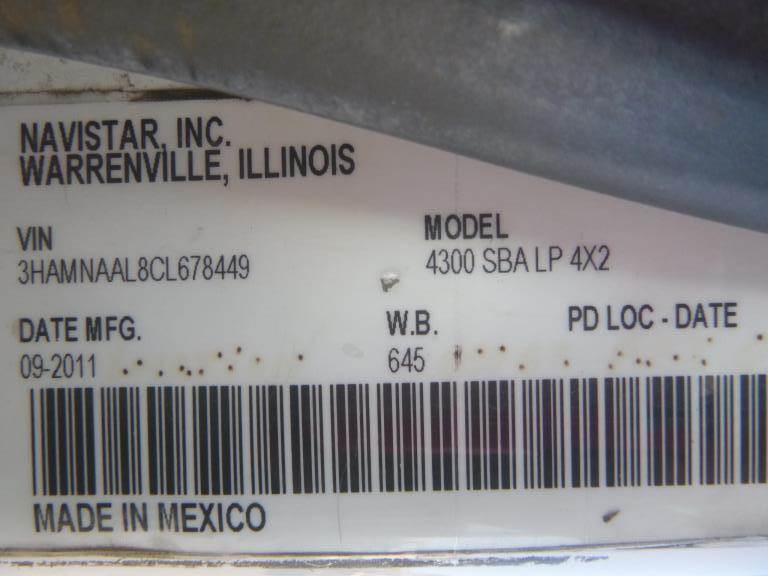 NAVISTAR, INC.
WARRENVILLE, ILLINOIS
VIN
3HAMNAAL8CL678449
MODEL
4300 SBA LP 4X2
DATE MFG.
09-2011
W.B.
645
PD LOC - DATE
MADE IN MEXICO